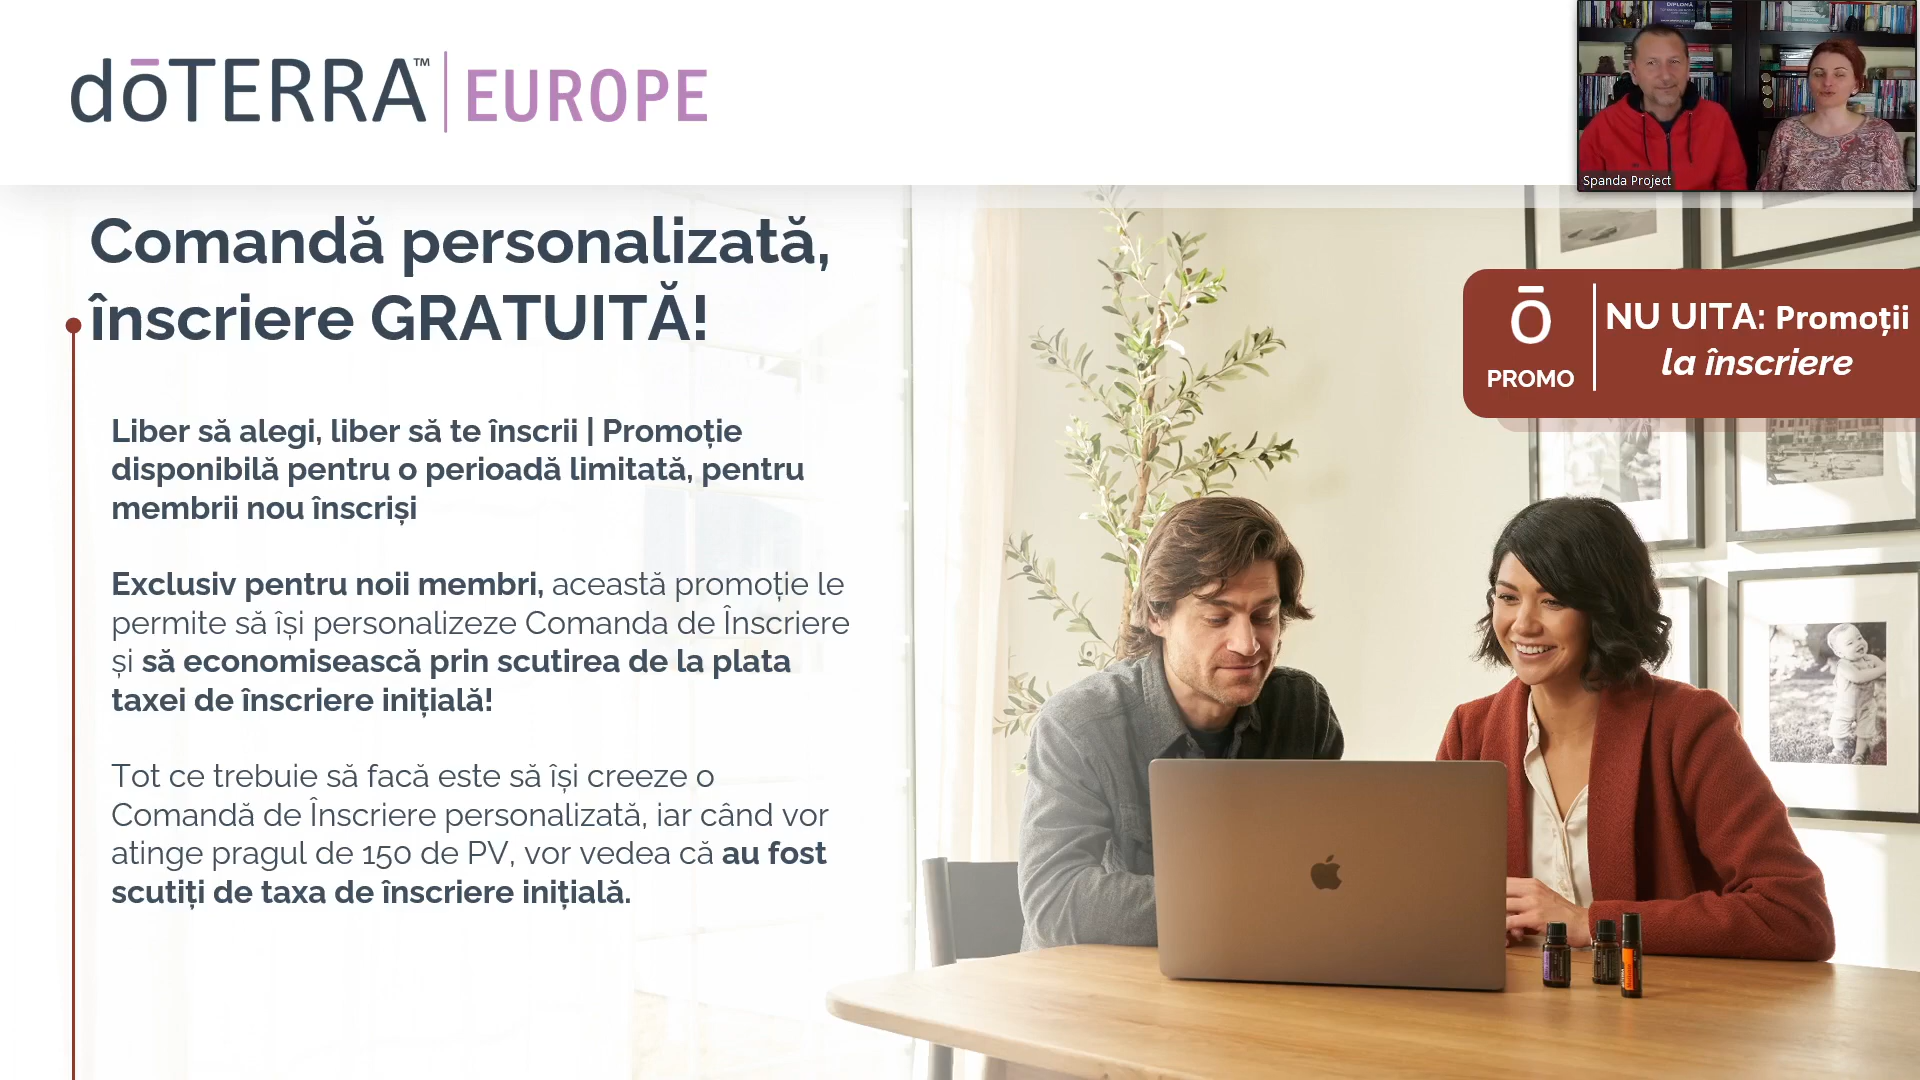 dōTERRA™ EUROPE
DIPLOMĂ
Spanda Project
Comandă personalizată,
înscriere GRATUITĂ!
ō
PROMO
NU UITA: Promoții
la înscriere
Liber să alegi, liber să te înscrii | Promoție
disponibilă pentru o perioadă limitată, pentru
membrii nou înscriși
Exclusiv pentru noii membri, această promoție le
permite să își personalizeze Comanda de Înscriere
și să economisească prin scutirea de la plata
taxei de înscriere inițială!
Tot ce trebuie să facă este să își creeze o
Comandă de Înscriere personalizată, iar când vor
atinge pragul de 150 de PV, vor vedea că au fost
scutiți de taxa de înscriere inițială.